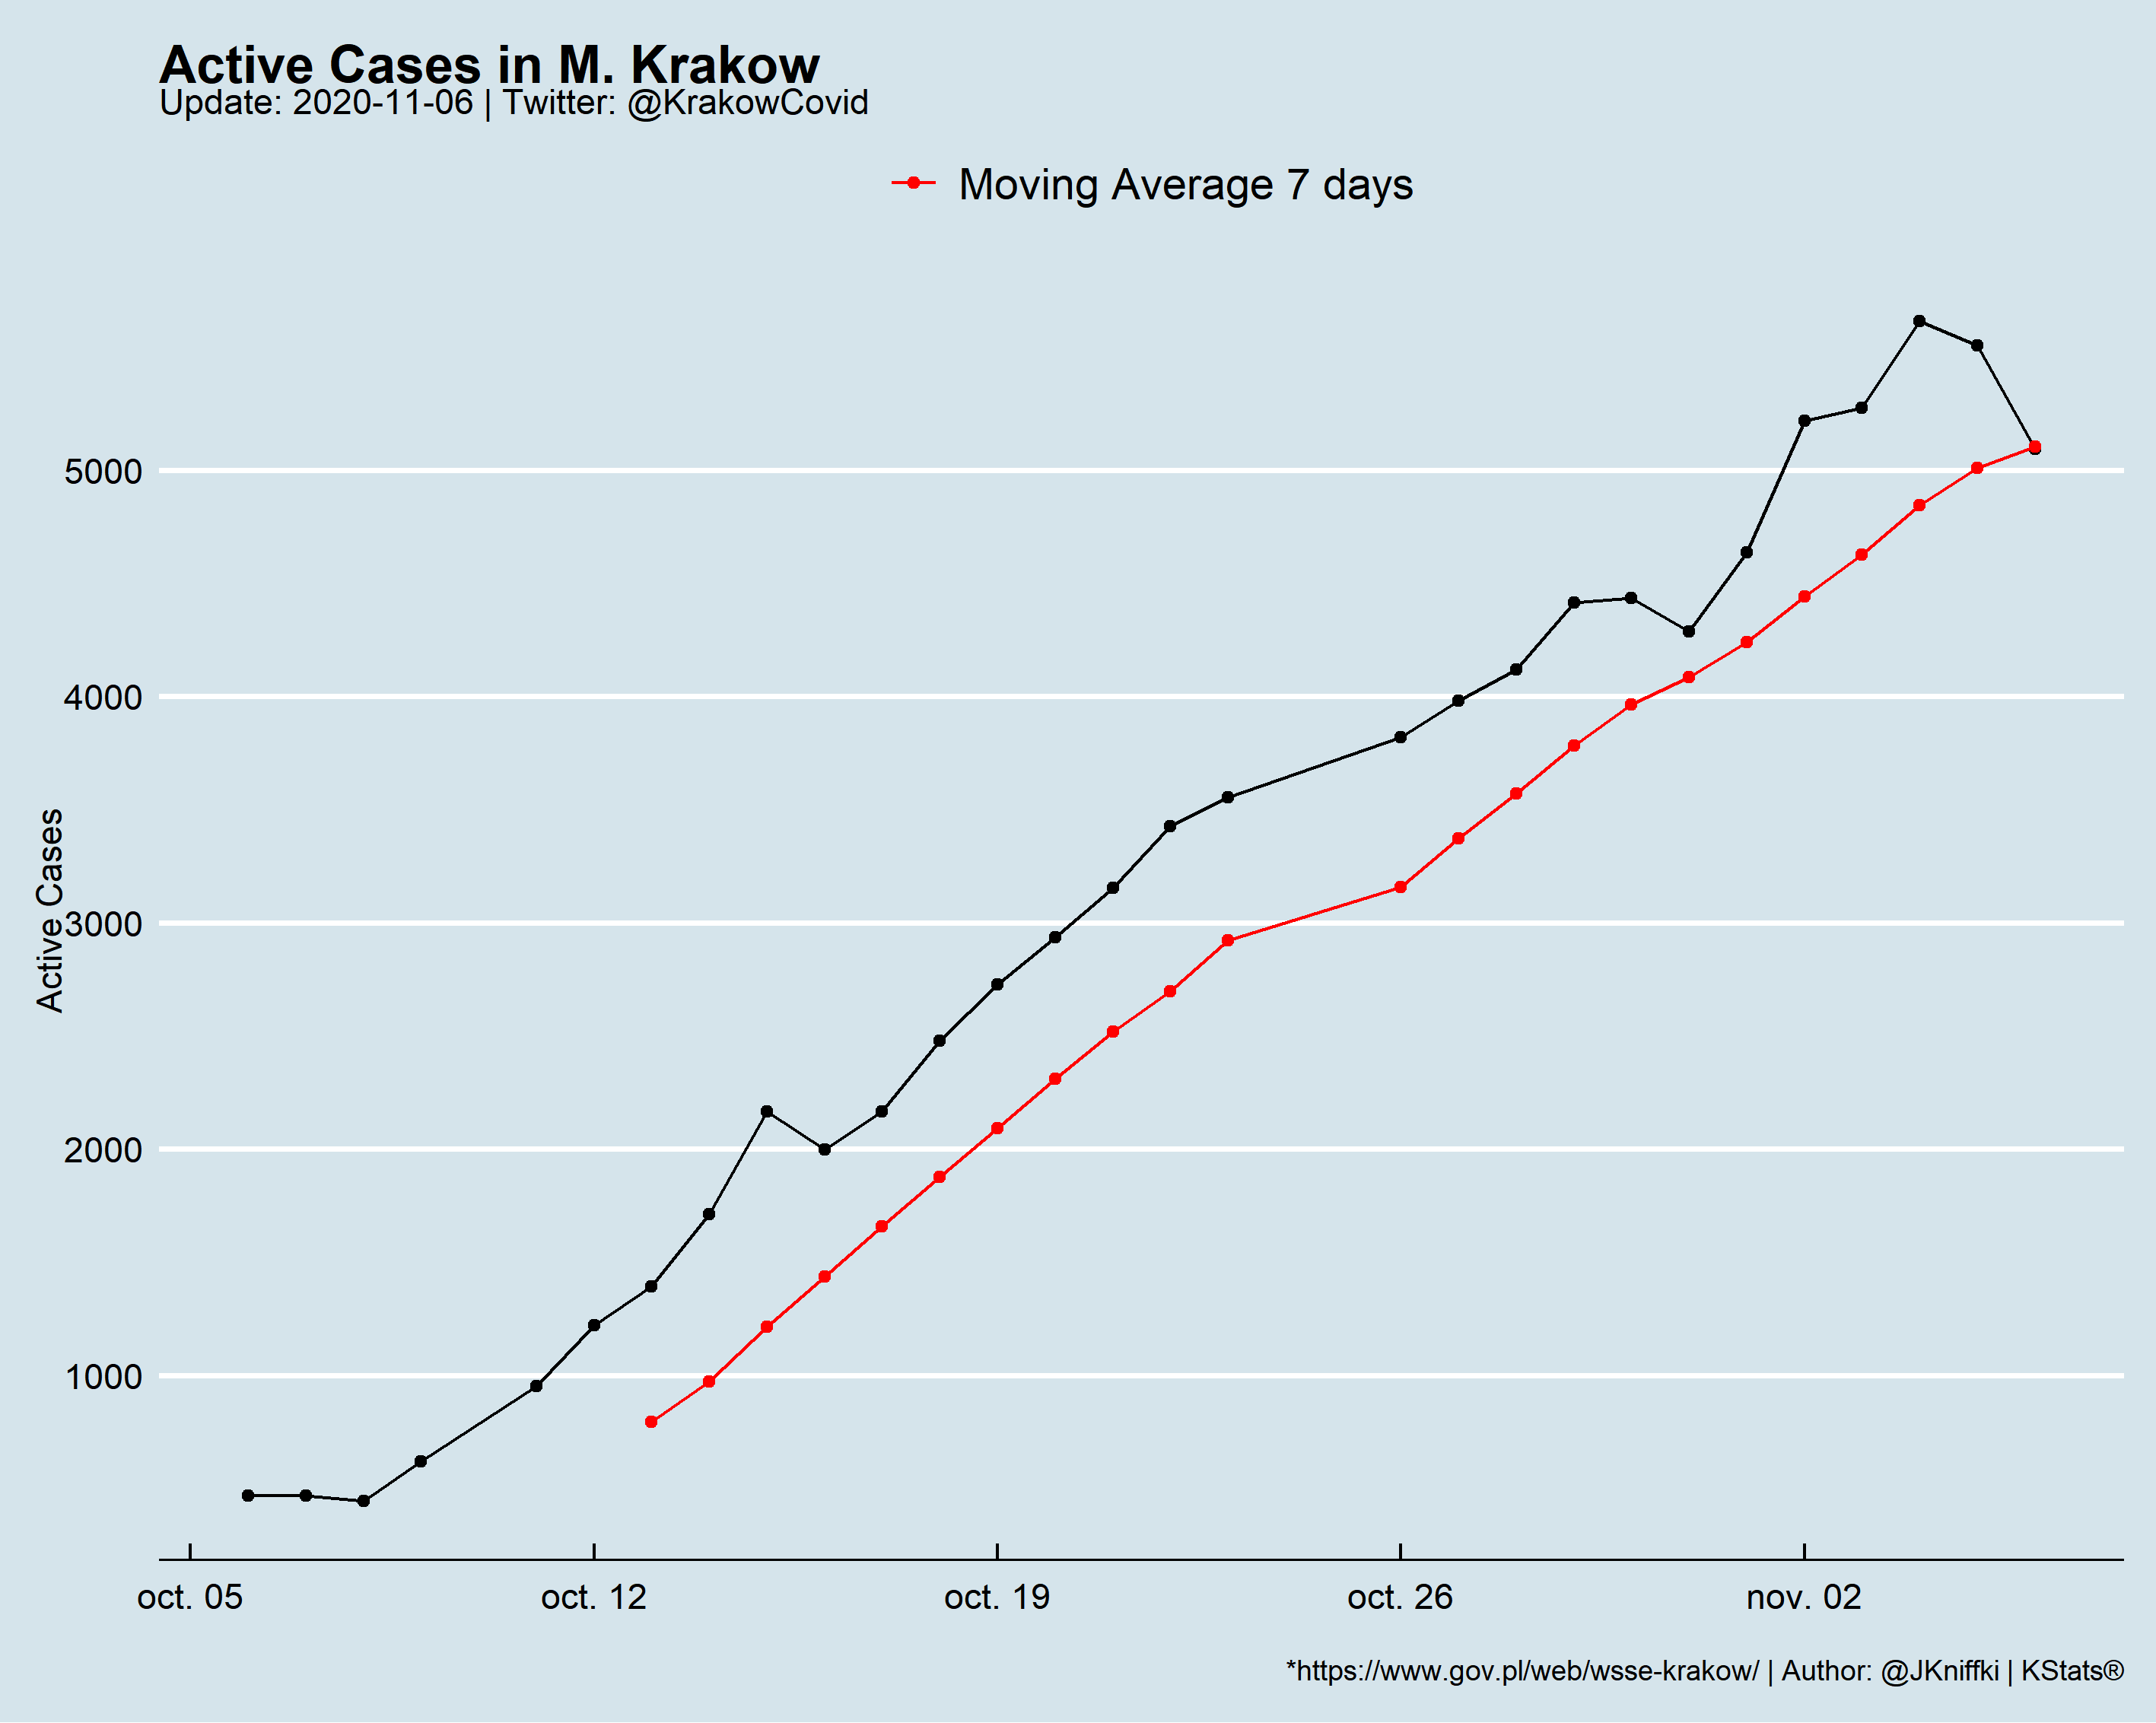 Active Cases in M. Krakow
Update: 2020-11-06 | Twitter: @KrakowCovid
Moving Average 7 days
Active Cases
5000
4000
3000
2000
1000
oct. 05
oct. 12
oct. 19
oct. 26
nov. 02
*https://www.gov.pl/web/wsse-krakow/ | Author: @JKniffki | KStats®